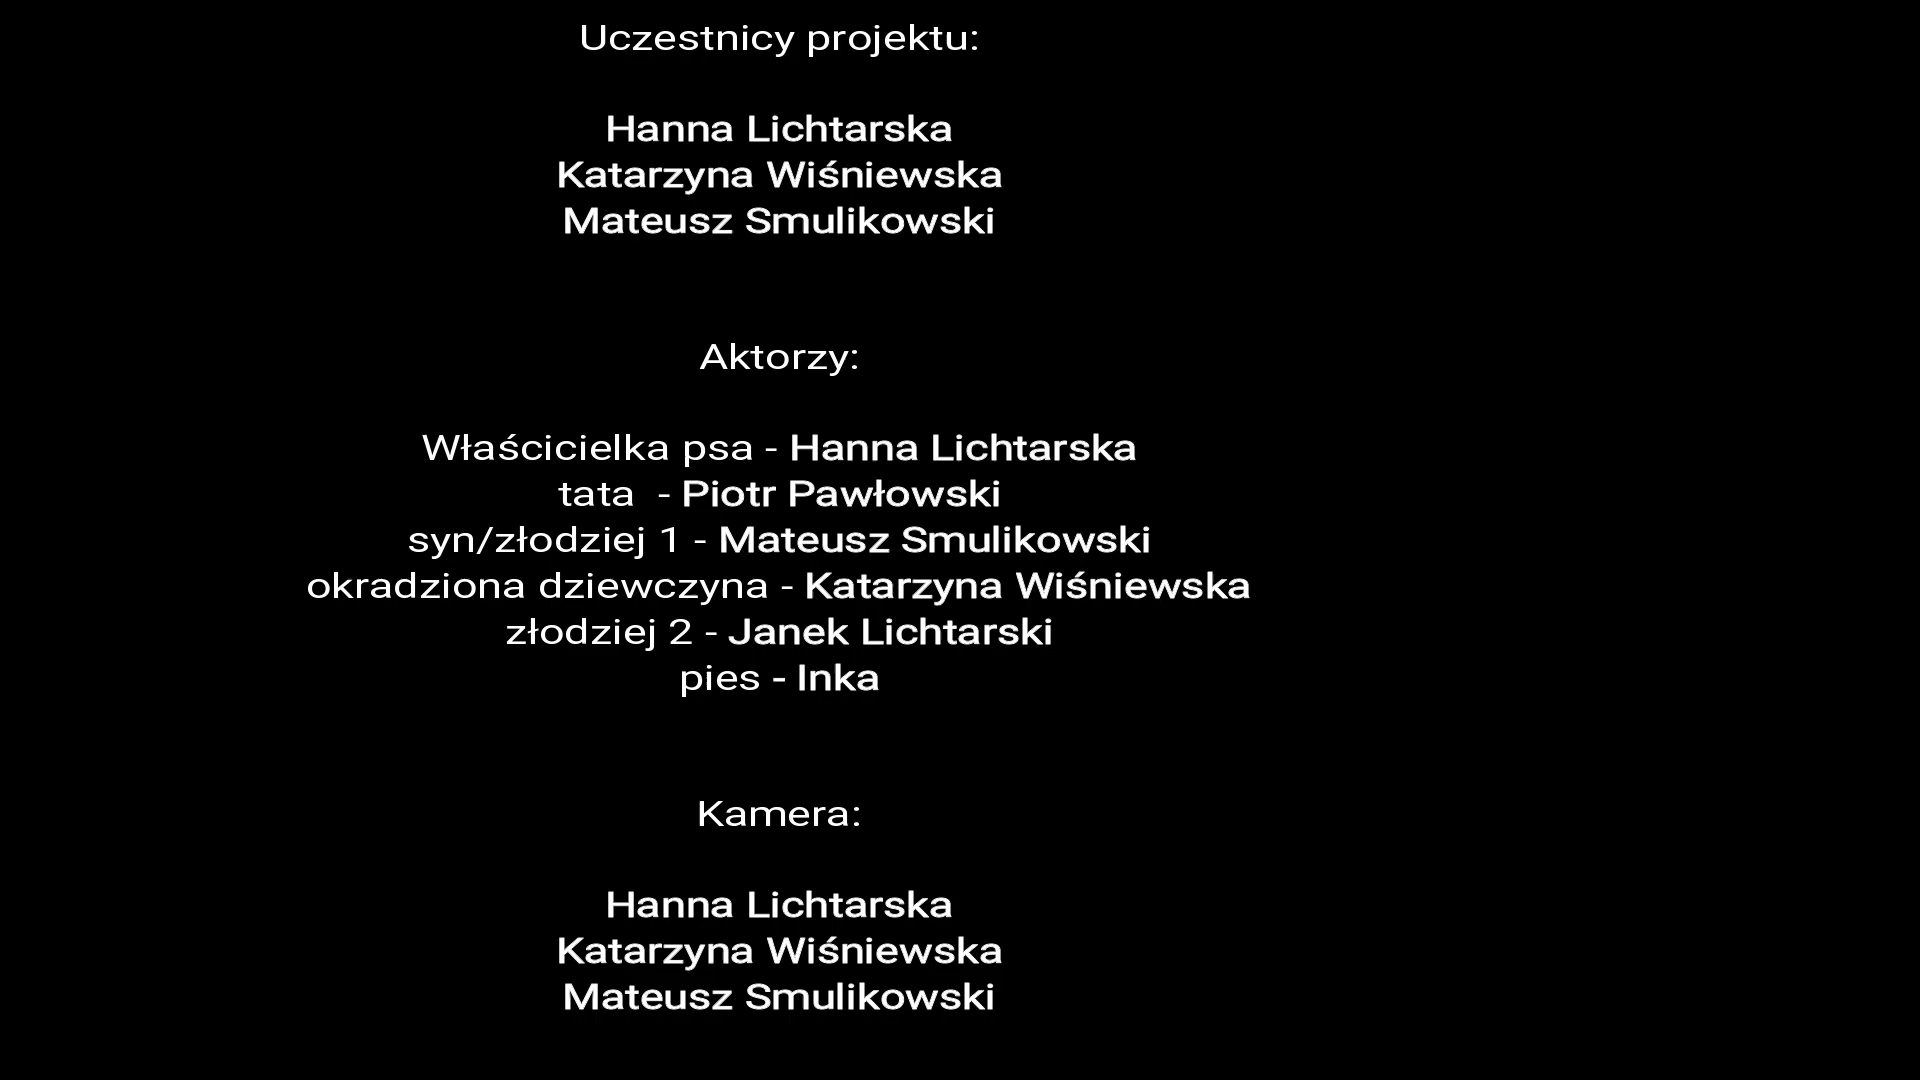 Uczestnicy projektu:
Hanna Lichtarska
Katarzyna Wiśniewska
Mateusz Smulikowski
Aktorzy:
Właścicielka psa - Hanna Lichtarska
tata - Piotr Pawłowski
syn/złodziej 1 - Mateusz Smulikowski
okradziona dziewczyna - Katarzyna Wiśniewska
złodziej 2 - Janek Lichtarski
pies - Inka
Kamera:
Hanna Lichtarska
Katarzyna Wiśniewska
Mateusz Smulikowski